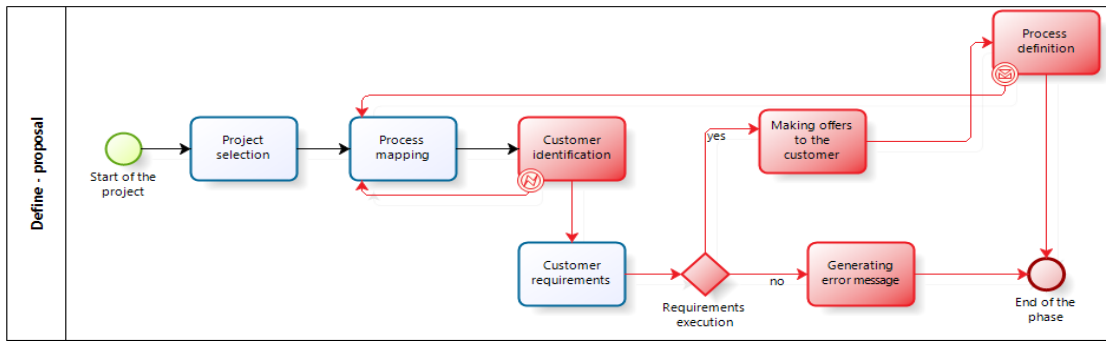 Define - proposal
Start of the
project
Project
selection
Process
mapping
Customer
identification
Customer
requirements
Requirements
execution
yes
Making offers
to the
customer
no
Generating
error message
Process
definition
End of the
phase